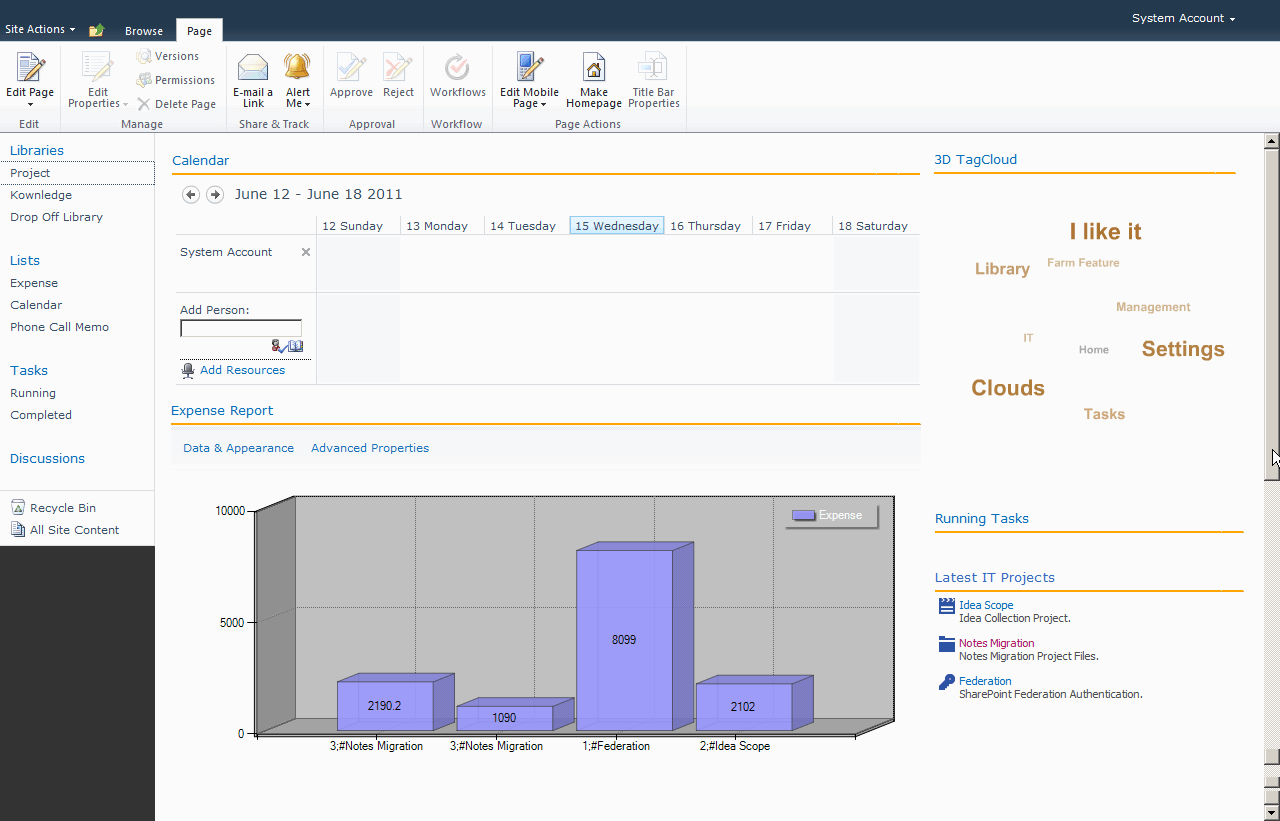 Site Actions
Browse
Page
System Account
Edit Page
Edit Properties
Versions
Permissions
Delete Page
E-mail a Link
Alert Me
Approve
Reject
Workflows
Edit Mobile Page
Make Homepage
Title Bar Properties
Edit
Manage
Share & Track
Approval
Workflow
Page Actions
Libraries
Project
Kownledge
Drop Off Library
Lists
Expense
Calendar
Phone Call Memo
Tasks
Running
Completed
Discussions
Recycle Bin
All Site Content
Calendar
June 12 - June 18 2011
12 Sunday
13 Monday
14 Tuesday
15 Wednesday
16 Thursday
17 Friday
18 Saturday
System Account
Add Person:
Add Resources
Expense Report
Data & Appearance
Advanced Properties
Expense
10000
5000
0
2190.2
1090
8099
2102
3;#Notes Migration
3;#Notes Migration
1;#Federation
2;#Idea Scope
3D TagCloud
I like it
Library
Farm Feature
Management
IT
Home
Settings
Clouds
Tasks
Running Tasks
Latest IT Projects
Idea Scope
Idea Collection Project.
Notes Migration
Notes Migration Project Files.
Federation
SharePoint Federation Authentication.